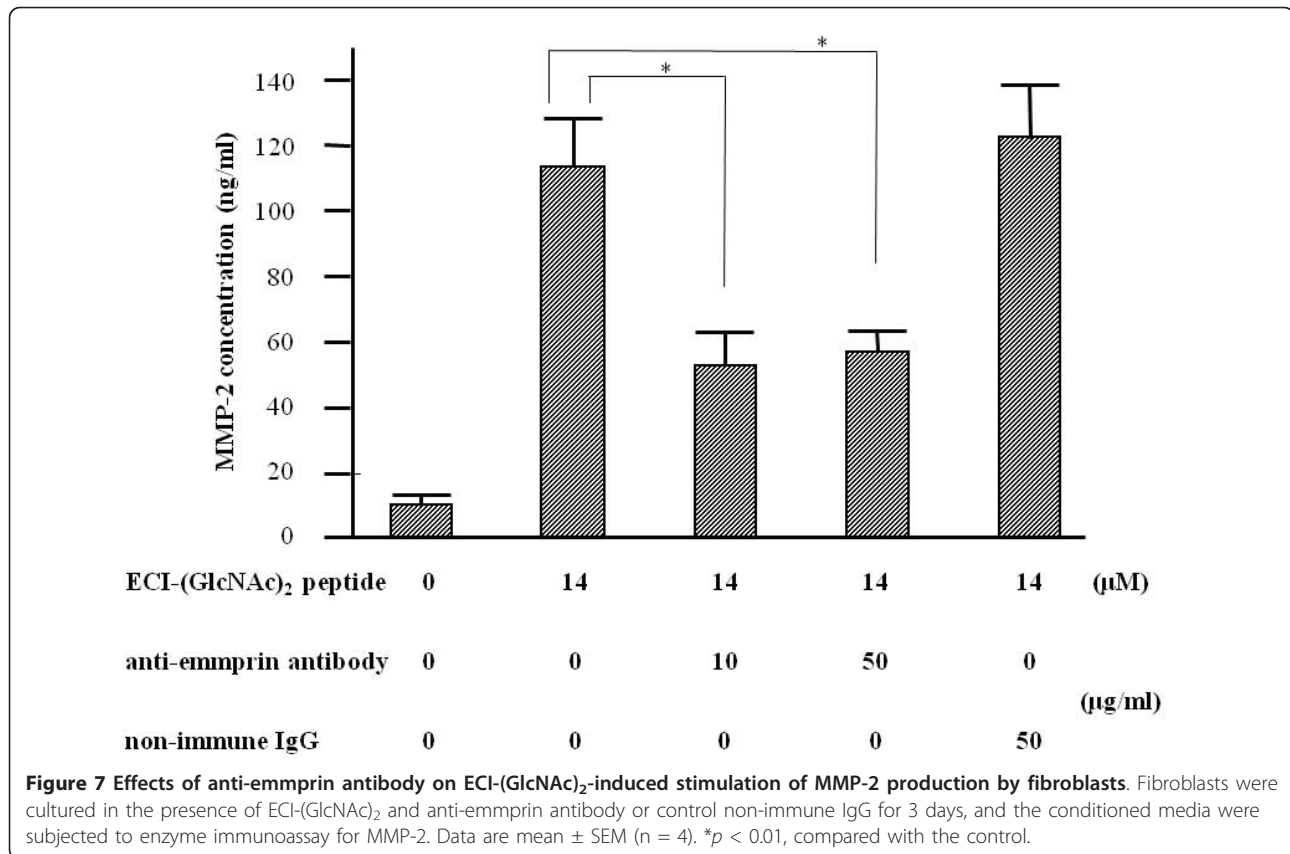 *
*
140
120
100
80
60
40
20
0
MMP-2 concentration (ng/ml)
ECI-(GlcNAc)₂ peptide 0 14 14 14 14 (μM)
anti-emmprin antibody 0 0 10 50 0
(μg/ml)
non-immune IgG 0 0 0 0 50
Figure 7 Effects of anti-emmprin antibody on ECI-(GlcNAc)₂-induced stimulation of MMP-2 production by fibroblasts. Fibroblasts were
cultured in the presence of ECI-(GlcNAc)₂ and anti-emmprin antibody or control non-immune IgG for 3 days, and the conditioned media were
subjected to enzyme immunoassay for MMP-2. Data are mean ± SEM (n = 4). *p < 0.01, compared with the control.